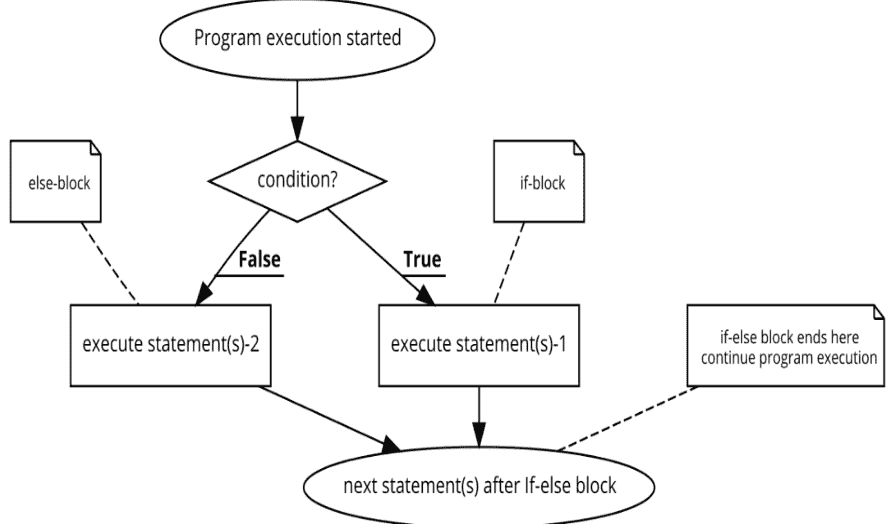 Program execution started
else-block
condition?
if-block
False
True
execute statement(s)-2
execute statement(s)-1
if-else block ends here
continue program execution
next statement(s) after If-else block